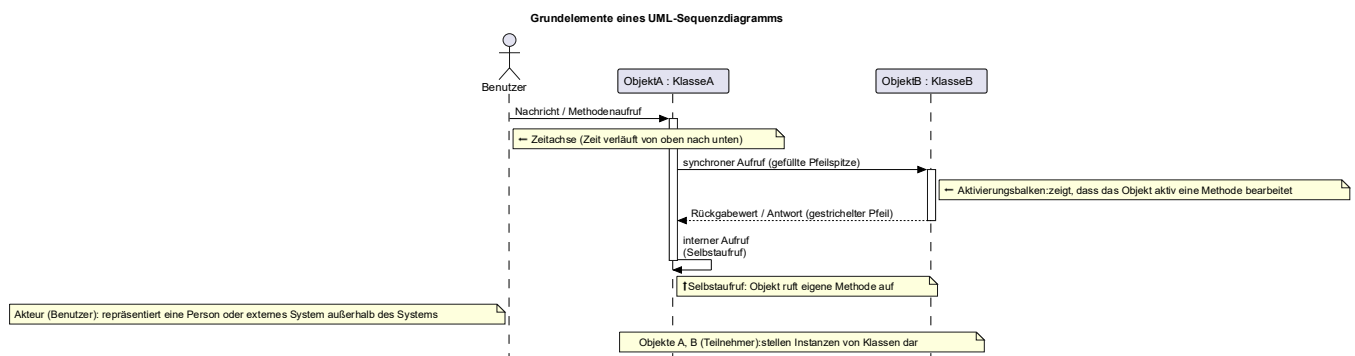 Grundelemente eines UML-Sequenzdiagramms
Benutzer
ObjektA : KlasseA
ObjektB : KlasseB
Nachricht / Methodenaufruf
← Zeitachse (Zeit verläuft von oben nach unten)
synchroner Aufruf (gefüllte Pfeilspitze)
← Aktivierungsbalken:zeigt, dass das Objekt aktiv eine Methode bearbeitet
Rückgabewert / Antwort (gestrichelter Pfeil)
interner Aufruf
(Selbstaufruf)
↑Selbstaufruf: Objekt ruft eigene Methode auf
Akteur (Benutzer): repräsentiert eine Person oder externes System außerhalb des Systems
Objekte A, B (Teilnehmer):stellen Instanzen von Klassen dar